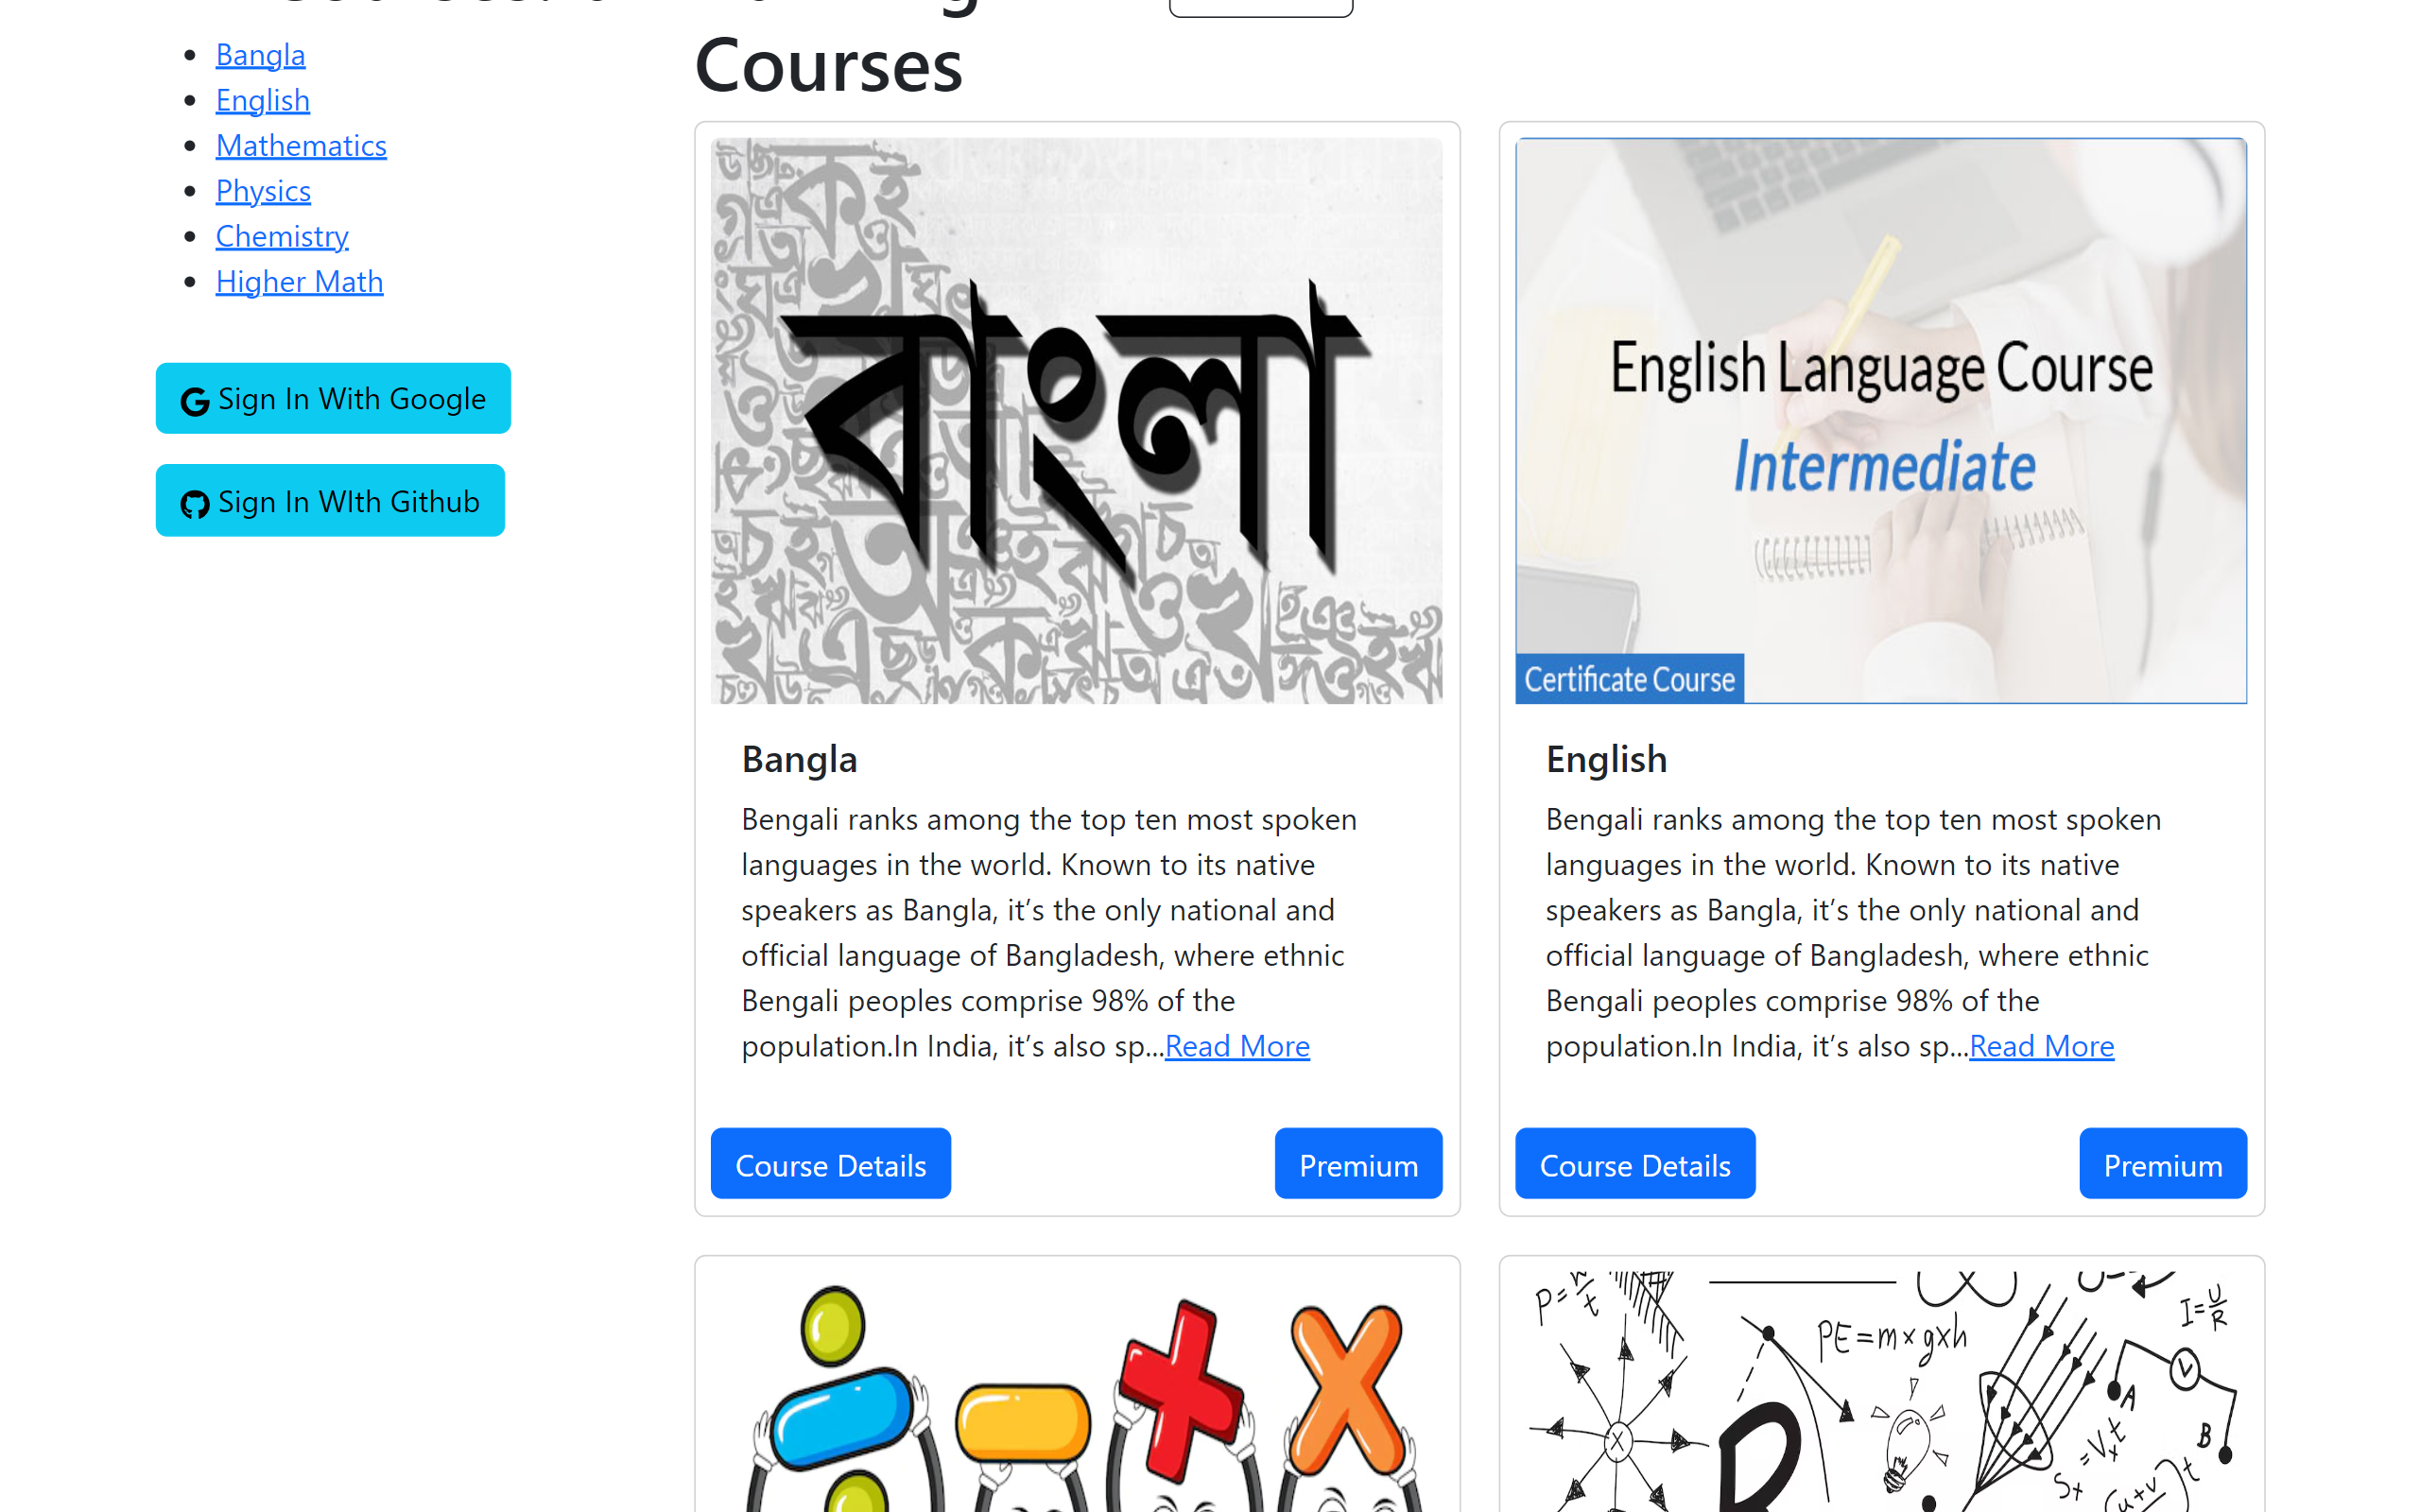 Courses
Bangla
English
Mathematics
Physics
Chemistry
Higher Math
Sign In With Google
Sign In WIth Github
বাংলা
Bangla
Bengali ranks among the top ten most spoken
languages in the world. Known to its native
speakers as Bangla, it’s the only national and
official language of Bangladesh, where ethnic
Bengali peoples comprise 98% of the
population.In India, it’s also sp...Read More
Course Details
Premium
English Language Course
Intermediate
Certificate Course
English
Bengali ranks among the top ten most spoken
languages in the world. Known to its native
speakers as Bangla, it’s the only national and
official language of Bangladesh, where ethnic
Bengali peoples comprise 98% of the
population.In India, it’s also sp...Read More
Course Details
Premium
PE=m×g×h
I=U/R
V
A
B
X